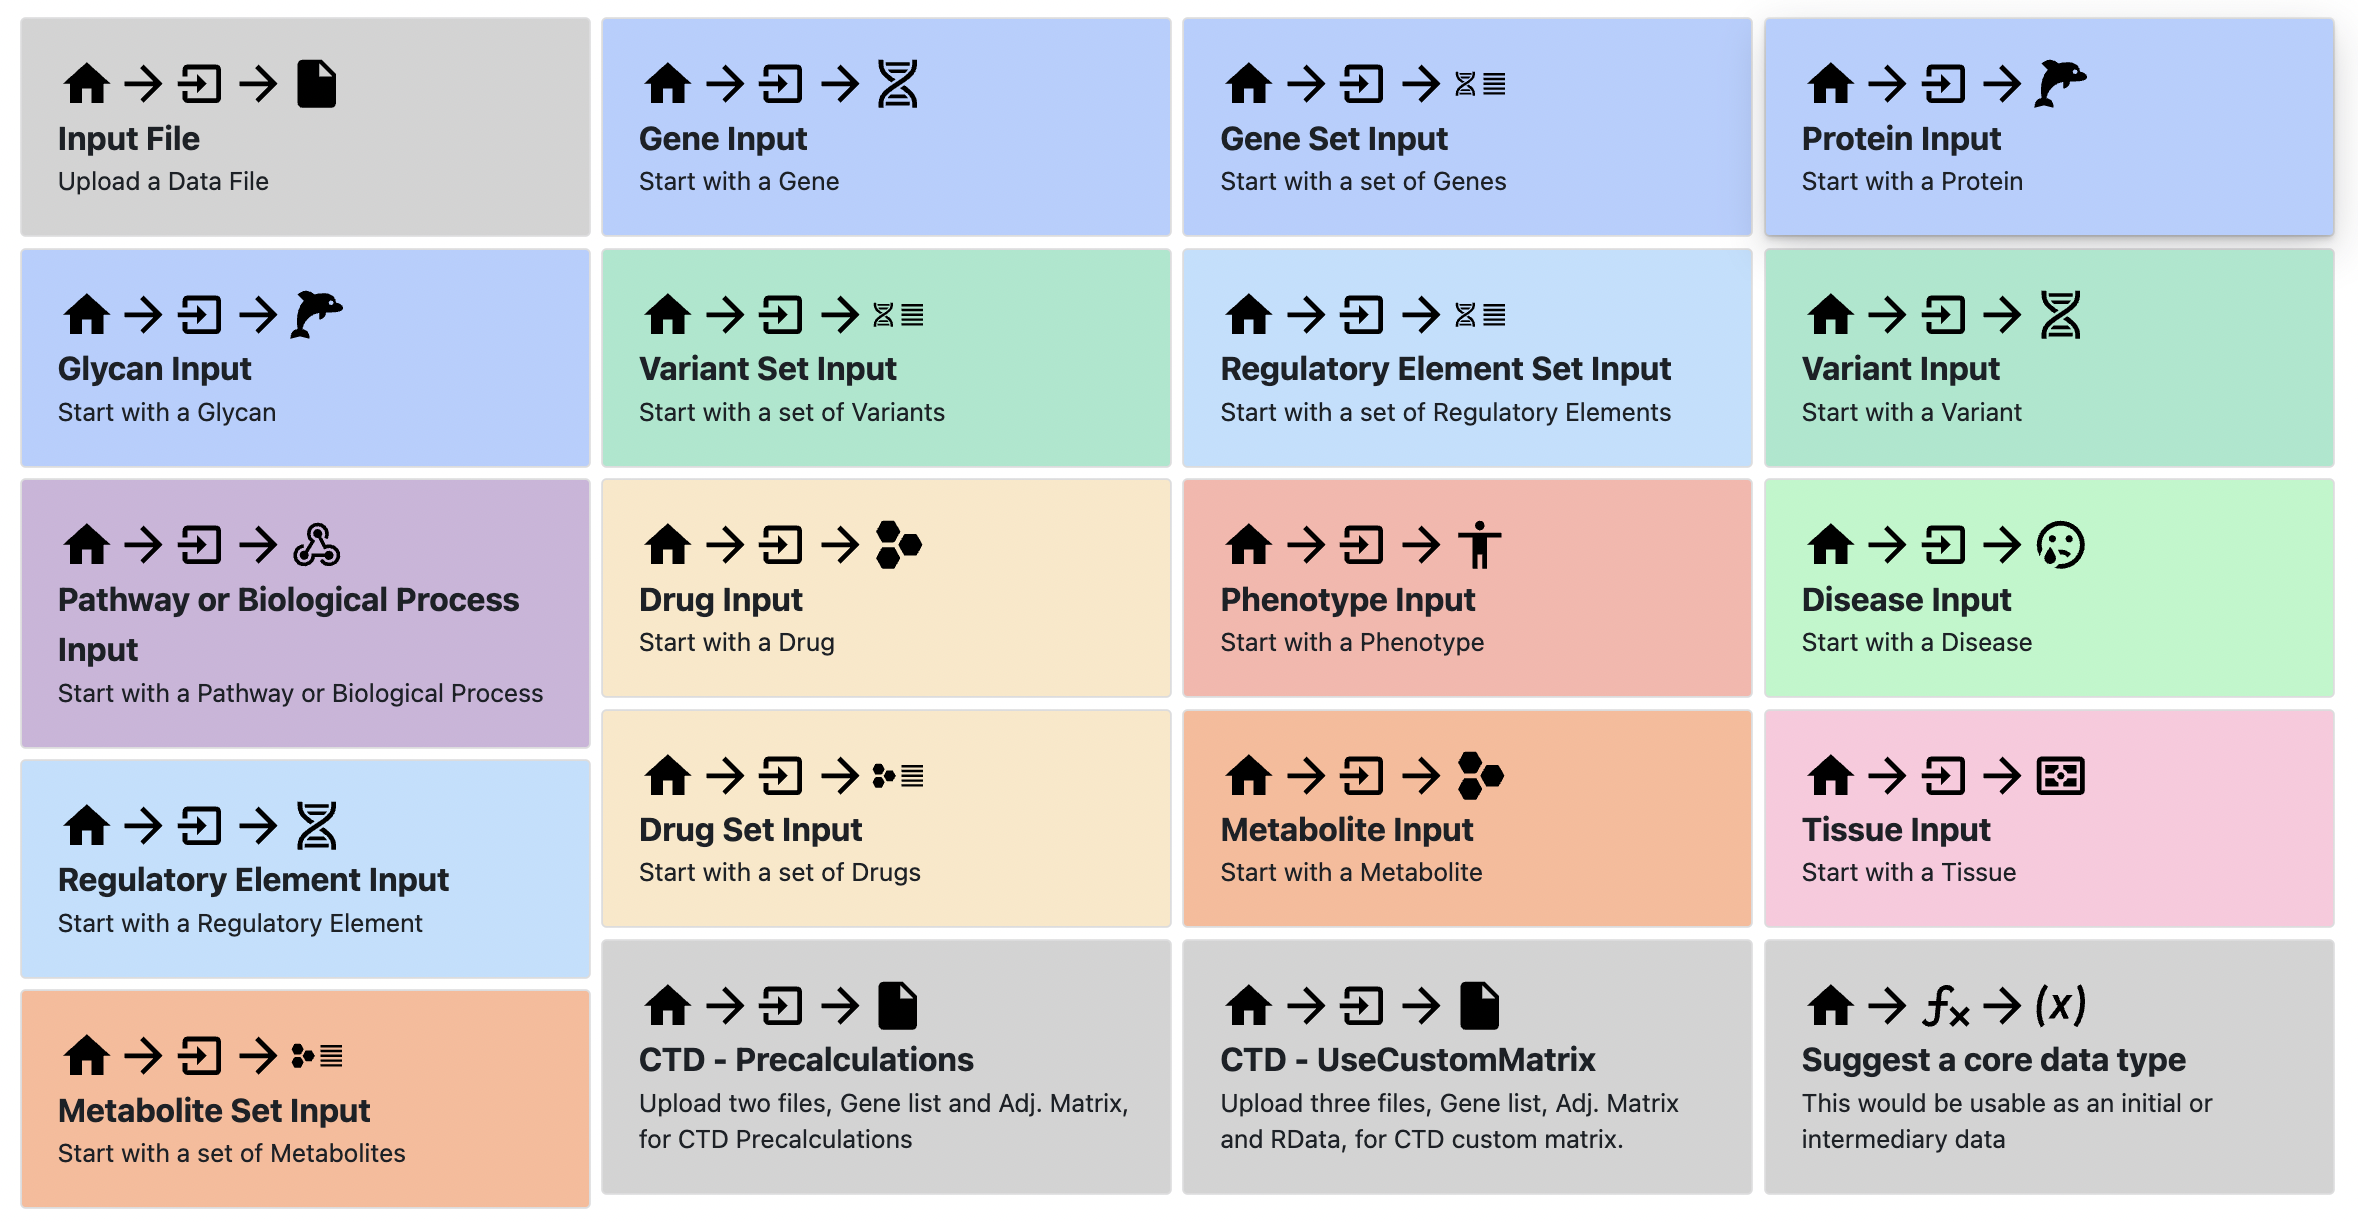 Input File
Upload a Data File
Gene Input
Start with a Gene
Gene Set Input
Start with a set of Genes
Protein Input
Start with a Protein
Glycan Input
Start with a Glycan
Variant Set Input
Start with a set of Variants
Regulatory Element Set Input
Start with a set of Regulatory Elements
Variant Input
Start with a Variant
Pathway or Biological Process
Input
Start with a Pathway or Biological Process
Drug Input
Start with a Drug
Phenotype Input
Start with a Phenotype
Disease Input
Start with a Disease
Regulatory Element Input
Start with a Regulatory Element
Drug Set Input
Start with a set of Drugs
Metabolite Input
Start with a Metabolite
Tissue Input
Start with a Tissue
Metabolite Set Input
Start with a set of Metabolites
CTD - Precalculations
Upload two files, Gene list and Adj. Matrix,
for CTD Precalculations
CTD - UseCustomMatrix
Upload three files, Gene list, Adj. Matrix
and RData, for CTD custom matrix.
fx (x)
Suggest a core data type
This would be usable as an initial or
intermediary data